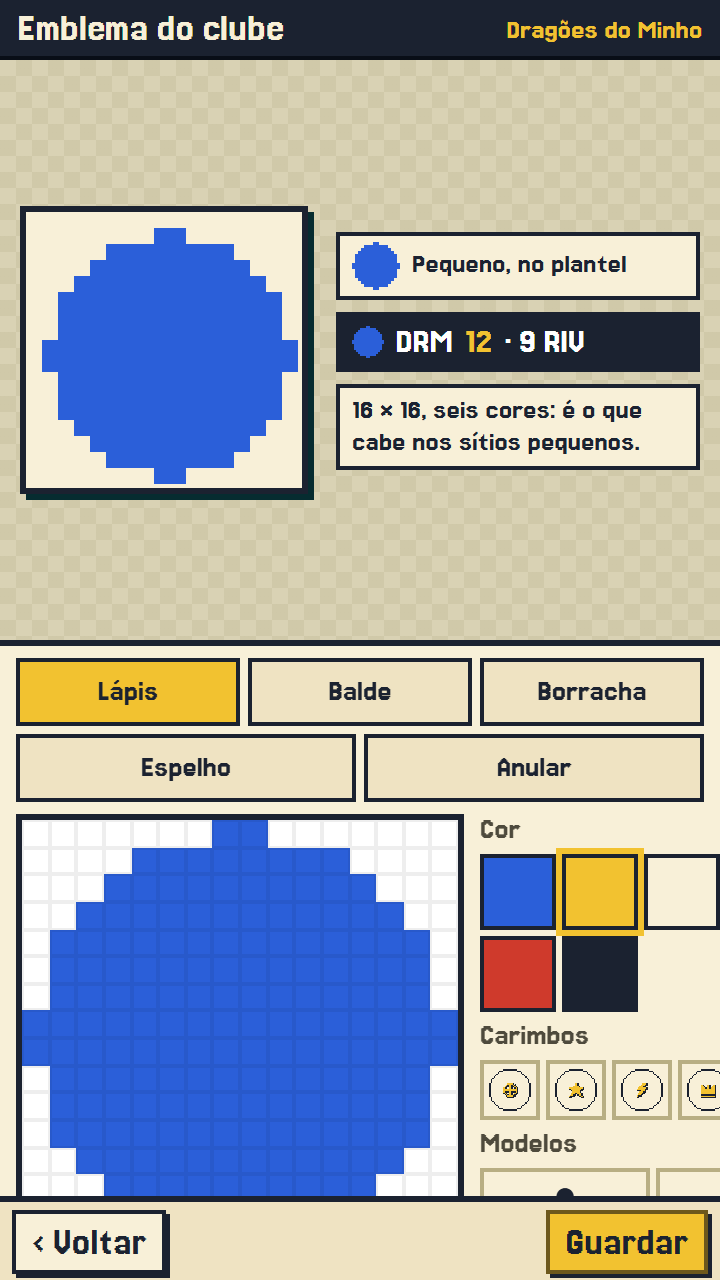 Emblema do clube
Dragões do Minho
Pequeno, no plantel
DRM 12 · 9 RIV
16 × 16, seis cores: é o que
cabe nos sítios pequenos.
Lápis
Balde
Borracha
Espelho
Anular
Cor
Carimbos
Modelos
‹ Voltar
Guardar